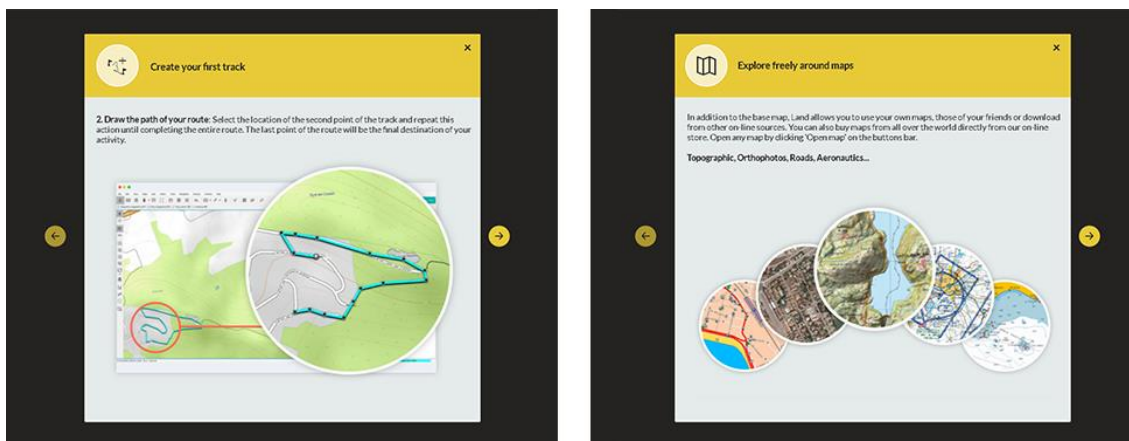 Create your first track
2. Draw the path of your route: Select the location of the second point of the track and repeat this
action until completing the entire route. The last point of the route will be the final destination of your
activity.
Explore freely around maps
In addition to the base map, Land allows you to use your own maps, those of your friends or download
from other on-line sources. You can also buy maps from all over the world directly from our on-line
store. Open any map by clicking 'Open map' on the buttons bar.
Topographic, Orthophotos, Roads, Aeronautics...